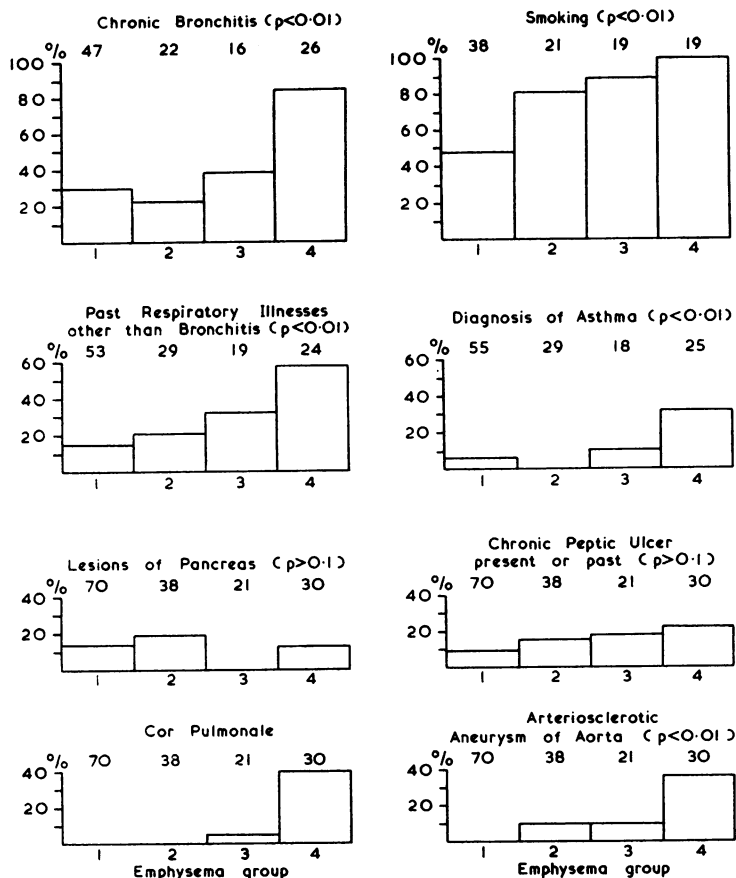 Chronic Bronchitis (p<0·01)
% 47 22 16 26
100
80
60
40
20
1 2 3 4
Smoking (p<0·01)
% 38 21 19 19
100
80
60
40
20
1 2 3 4
Past Respiratory Illnesses
other than Bronchitis (p<0·01)
% 53 29 19 24
60
40
20
1 2 3 4
Diagnosis of Asthma (p<0·01)
% 55 29 18 25
60
40
20
1 2 3 4
Lesions of Pancreas (p>0·1)
% 70 38 21 30
40
20
1 2 3 4
Chronic Peptic Ulcer
present or past (p>0·1)
% 70 38 21 30
40
20
1 2 3 4
Cor Pulmonale
% 70 38 21 30
40
20
1 2 3 4
Emphysema group
Arteriosclerotic
Aneurysm of Aorta (p<0·01)
% 70 38 21 30
40
20
1 2 3 4
Emphysema group